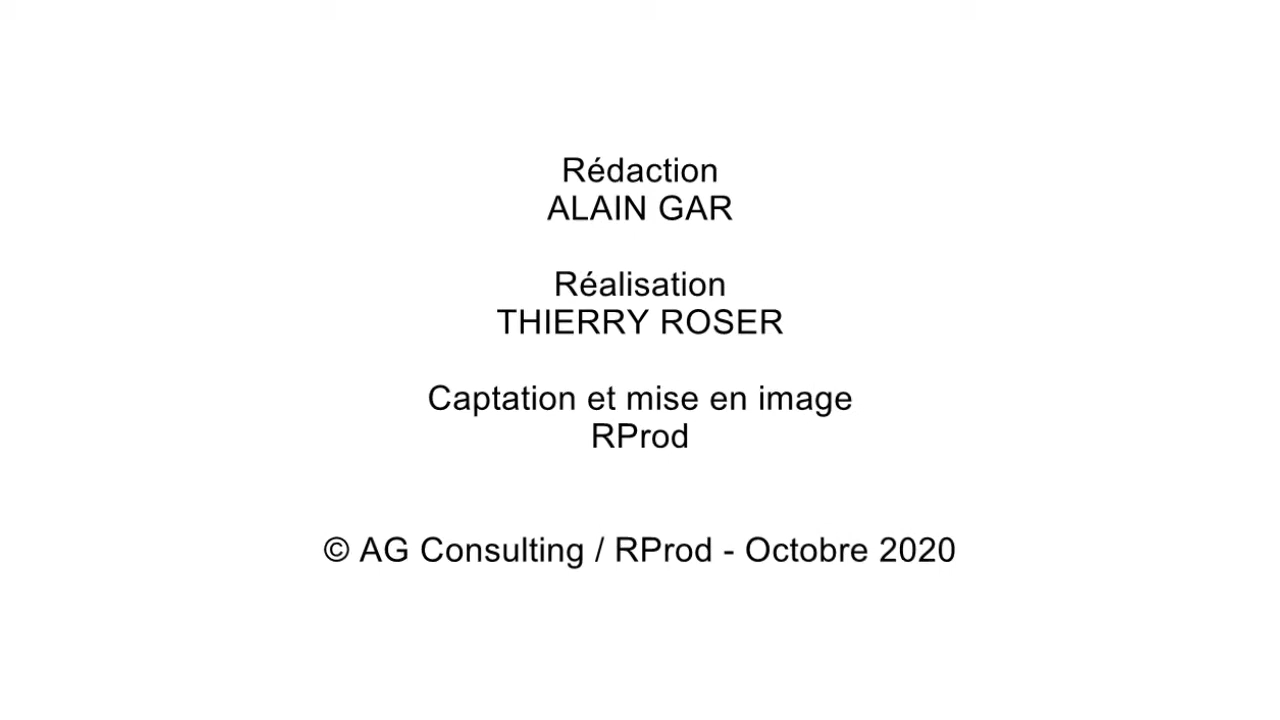 Rédaction
ALAIN GAR
Réalisation
THIERRY ROSER
Captation et mise en image
RProd
© AG Consulting / RProd - Octobre 2020